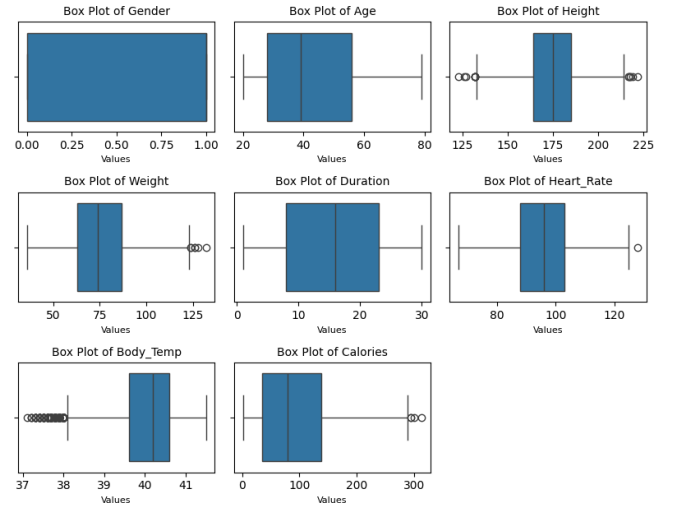 Box Plot of Gender
Box Plot of Age
Box Plot of Height
0.00 0.25 0.50 0.75 1.00
20 40 60 80
125 150 175 200 225
Values
Values
Values
Box Plot of Weight
Box Plot of Duration
Box Plot of Heart_Rate
50 75 100 125
0 10 20 30
80 100 120
Values
Values
Values
Box Plot of Body_Temp
Box Plot of Calories
37 38 39 40 41
0 100 200 300
Values
Values